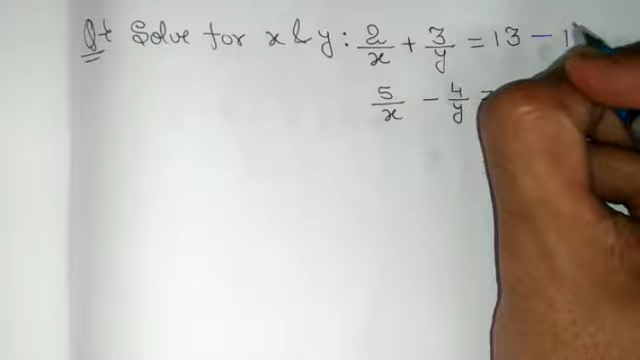 Q† Solve for x & y : 2/x + 3/y = 13 – 1
5/x – 4/y =